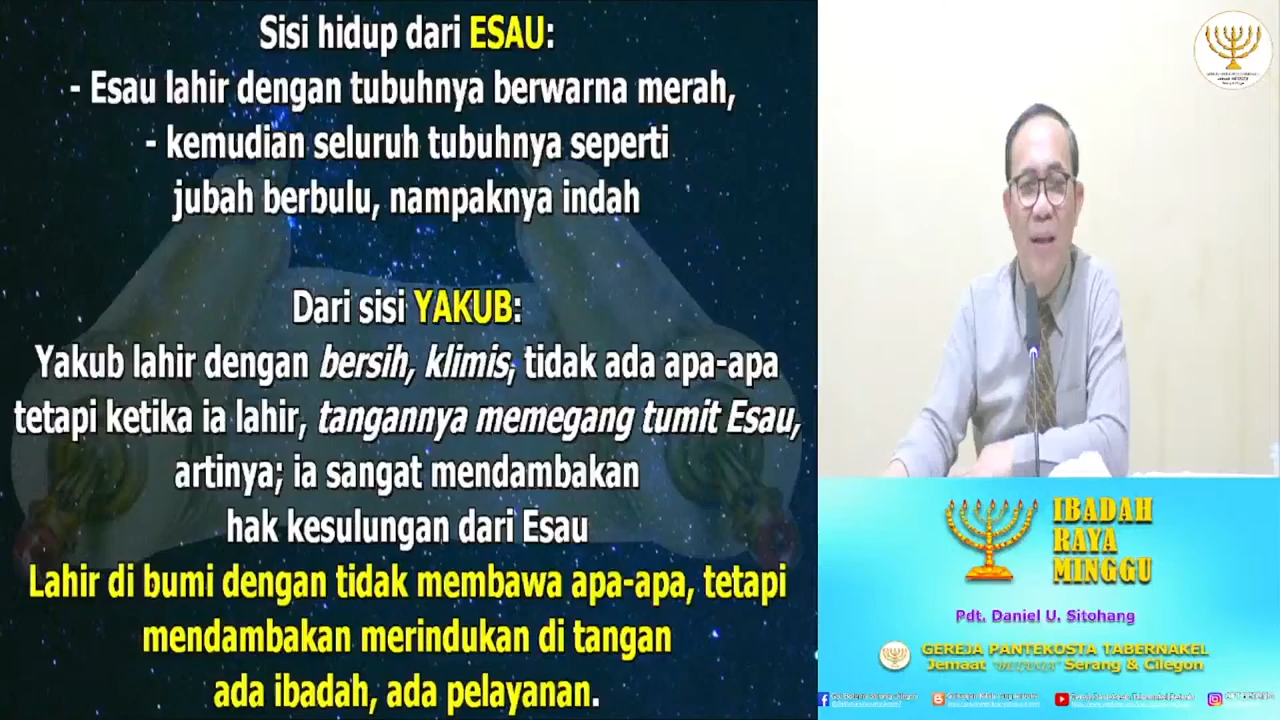 Sisi hidup dari ESAU:
- Esau lahir dengan tubuhnya berwarna merah,
- kemudian seluruh tubuhnya seperti
jubah berbulu, nampaknya indah
Dari sisi YAKUB:
Yakub lahir dengan bersih, klimis, tidak ada apa-apa
tetapi ketika ia lahir, tangannya memegang tumit Esau,
artinya; ia sangat mendambakan
hak kesulungan dari Esau
Lahir di bumi dengan tidak membawa apa-apa, tetapi
mendambakan merindukan di tangan
ada ibadah, ada pelayanan.
IBADAH
RAYA
MINGGU
Pdt. Daniel U. Sitohang
GEREJA PANTEKOSTA TABERNAKEL
Jemaat "BETANIA" Serang & Cilegon